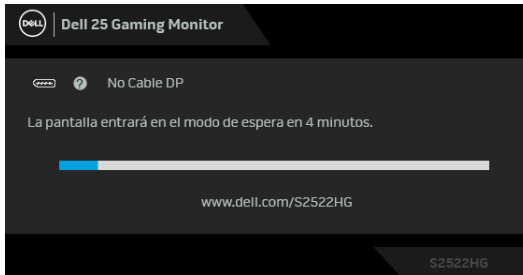 DELL
Dell 25 Gaming Monitor
? No Cable DP
La pantalla entrará en el modo de espera en 4 minutos.
www.dell.com/S2522HG
S2522HG